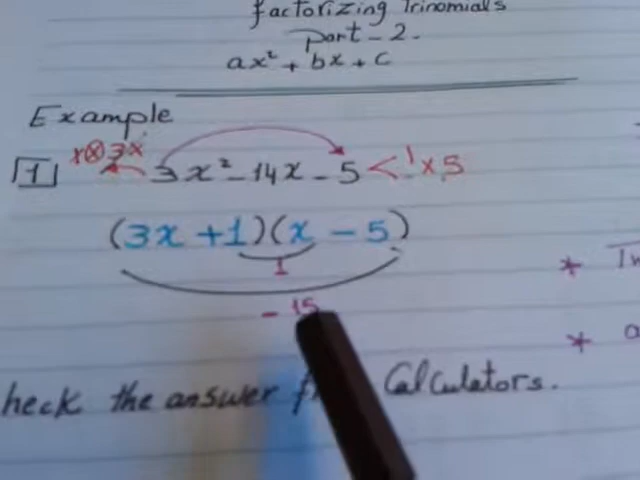 factorizing Trinomials
part - 2.
ax² + bx + c
Example
1 x⊗3x 3x² - 14x - 5 < 1 x 5
(3x + 1)(x - 5)
1
- 15
*
*
heck the answer Calculators.